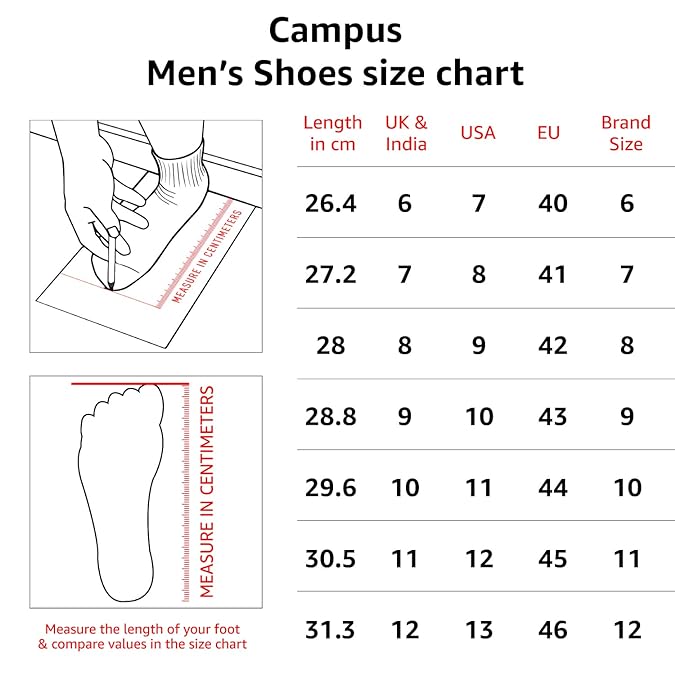 Campus
Men's Shoes size chart
MEASURE IN CENTIMETERS
MEASURE IN CENTIMETERS
Measure the length of your foot
& compare values in the size chart
Length in cm UK & India USA EU Brand Size
26.4 6 7 40 6
27.2 7 8 41 7
28 8 9 42 8
28.8 9 10 43 9
29.6 10 11 44 10
30.5 11 12 45 11
31.3 12 13 46 12